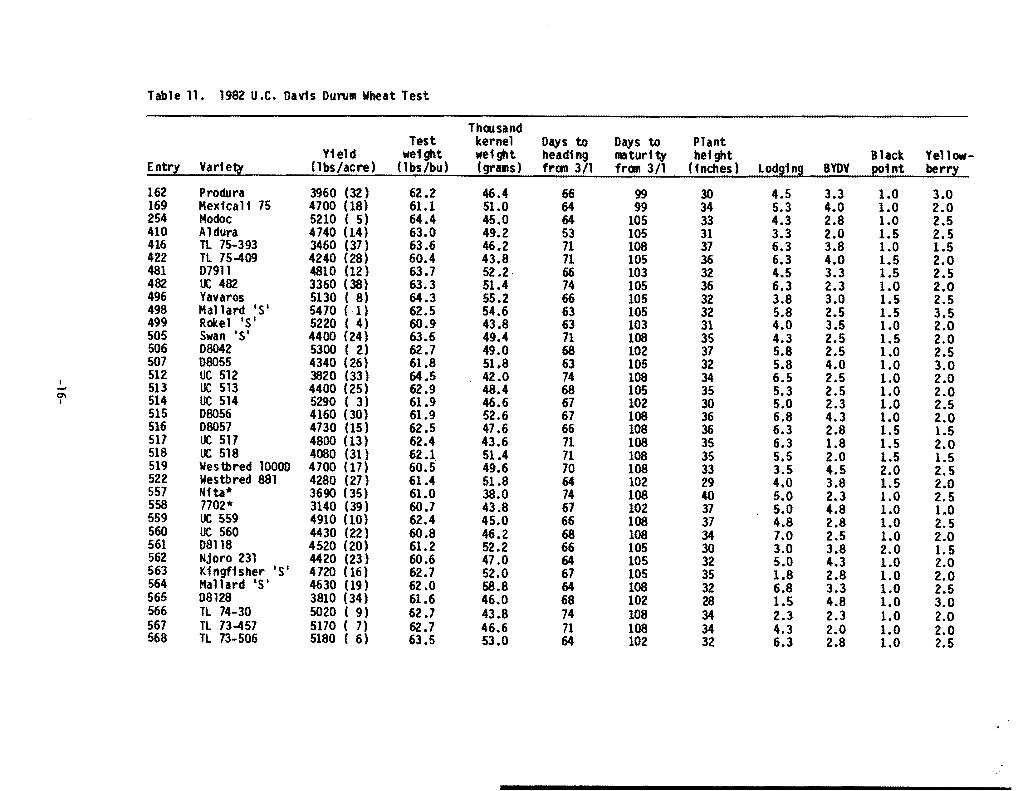 Table 11. 1982 U.C. Davis Durum Wheat Test
Thousand
Test kernel Days to Days to Plant
Yield weight weight heading maturity height Black Yellow-
Entry Variety (lbs/acre) (lbs/bu) (grams) from 3/1 from 3/1 (inches) Lodging BYDV point berry
162 Produra 3960 (32) 62.2 46.4 66 99 30 4.5 3.3 1.0 3.0
169 Mexicali 75 4700 (18) 61.1 51.0 64 99 34 5.3 4.0 1.0 2.0
254 Modoc 5210 ( 5) 64.4 45.0 64 105 33 4.3 2.8 1.0 2.5
410 Aldura 4740 (14) 63.0 49.2 53 105 31 3.3 2.0 1.5 2.5
416 TL 75-393 3460 (37) 63.6 46.2 71 108 37 6.3 3.8 1.0 1.5
422 TL 75-409 4240 (28) 60.4 43.8 71 105 36 6.3 4.0 1.5 2.0
481 D7911 4810 (12) 63.7 52.2 66 103 32 4.5 3.3 1.5 2.5
482 UC 482 3360 (38) 63.3 51.4 74 105 36 6.3 2.3 1.0 2.0
496 Yavaros 5130 ( 8) 64.3 55.2 66 105 32 3.8 3.0 1.5 2.5
498 Mallard 'S' 5470 ( 1) 62.5 54.6 63 105 32 5.8 2.5 1.5 3.5
499 Rokel 'S' 5220 ( 4) 60.9 43.8 63 103 31 4.0 3.5 1.0 2.0
505 Swan 'S' 4400 (24) 63.6 49.4 71 108 35 4.3 2.5 1.5 2.0
506 D8042 5300 ( 2) 62.7 49.0 68 102 37 5.8 2.5 1.0 2.5
507 D8055 4340 (26) 61.8 51.8 63 105 32 5.8 4.0 1.0 3.0
512 UC 512 3820 (33) 64.5 42.0 74 108 34 6.5 2.5 1.0 2.0
513 UC 513 4400 (25) 62.9 48.4 68 105 35 5.3 2.5 1.0 2.0
514 UC 514 5290 ( 3) 61.9 46.6 67 102 30 5.0 2.3 1.0 2.5
515 D8056 4160 (30) 61.9 52.6 67 108 36 6.8 4.3 1.0 2.0
516 D8057 4730 (15) 62.5 47.6 66 108 36 6.3 2.8 1.5 1.5
517 UC 517 4800 (13) 62.4 43.6 71 108 35 6.3 1.8 1.5 2.0
518 UC 518 4080 (31) 62.1 51.4 71 108 35 5.5 2.0 1.5 1.5
519 Westbred 1000D 4700 (17) 60.5 49.6 70 108 33 3.5 4.5 2.0 2.5
522 Westbred 881 4280 (27) 61.4 51.8 64 102 29 4.0 3.8 1.5 2.0
557 Nita* 3690 (35) 61.0 38.0 74 108 40 5.0 2.3 1.0 2.5
558 7702* 3140 (39) 60.7 43.8 67 102 37 5.0 4.8 1.0 1.0
559 UC 559 4910 (10) 62.4 45.0 66 108 37 4.8 2.8 1.0 2.5
560 UC 560 4430 (22) 60.8 46.2 68 108 34 7.0 2.5 1.0 2.0
561 D8118 4520 (20) 61.2 52.2 66 105 30 3.0 3.8 2.0 1.5
562 NJoro 231 4420 (23) 60.6 47.0 64 105 32 5.0 4.3 1.0 2.0
563 Kingfisher 'S' 4720 (16) 62.7 52.0 67 105 35 1.8 2.8 1.0 2.0
564 Mallard 'S' 4630 (19) 62.0 68.8 64 108 32 6.8 3.3 1.0 2.5
565 D8128 3810 (34) 61.6 46.0 68 102 28 1.5 4.8 1.0 3.0
566 TL 74-30 5020 ( 9) 62.7 43.8 74 108 34 2.3 2.3 1.0 2.0
567 TL 73-457 5170 ( 7) 62.7 46.6 71 108 34 4.3 2.0 1.0 2.0
568 TL 73-506 5180 ( 6) 63.5 53.0 64 102 32 6.3 2.8 1.0 2.5
-16-